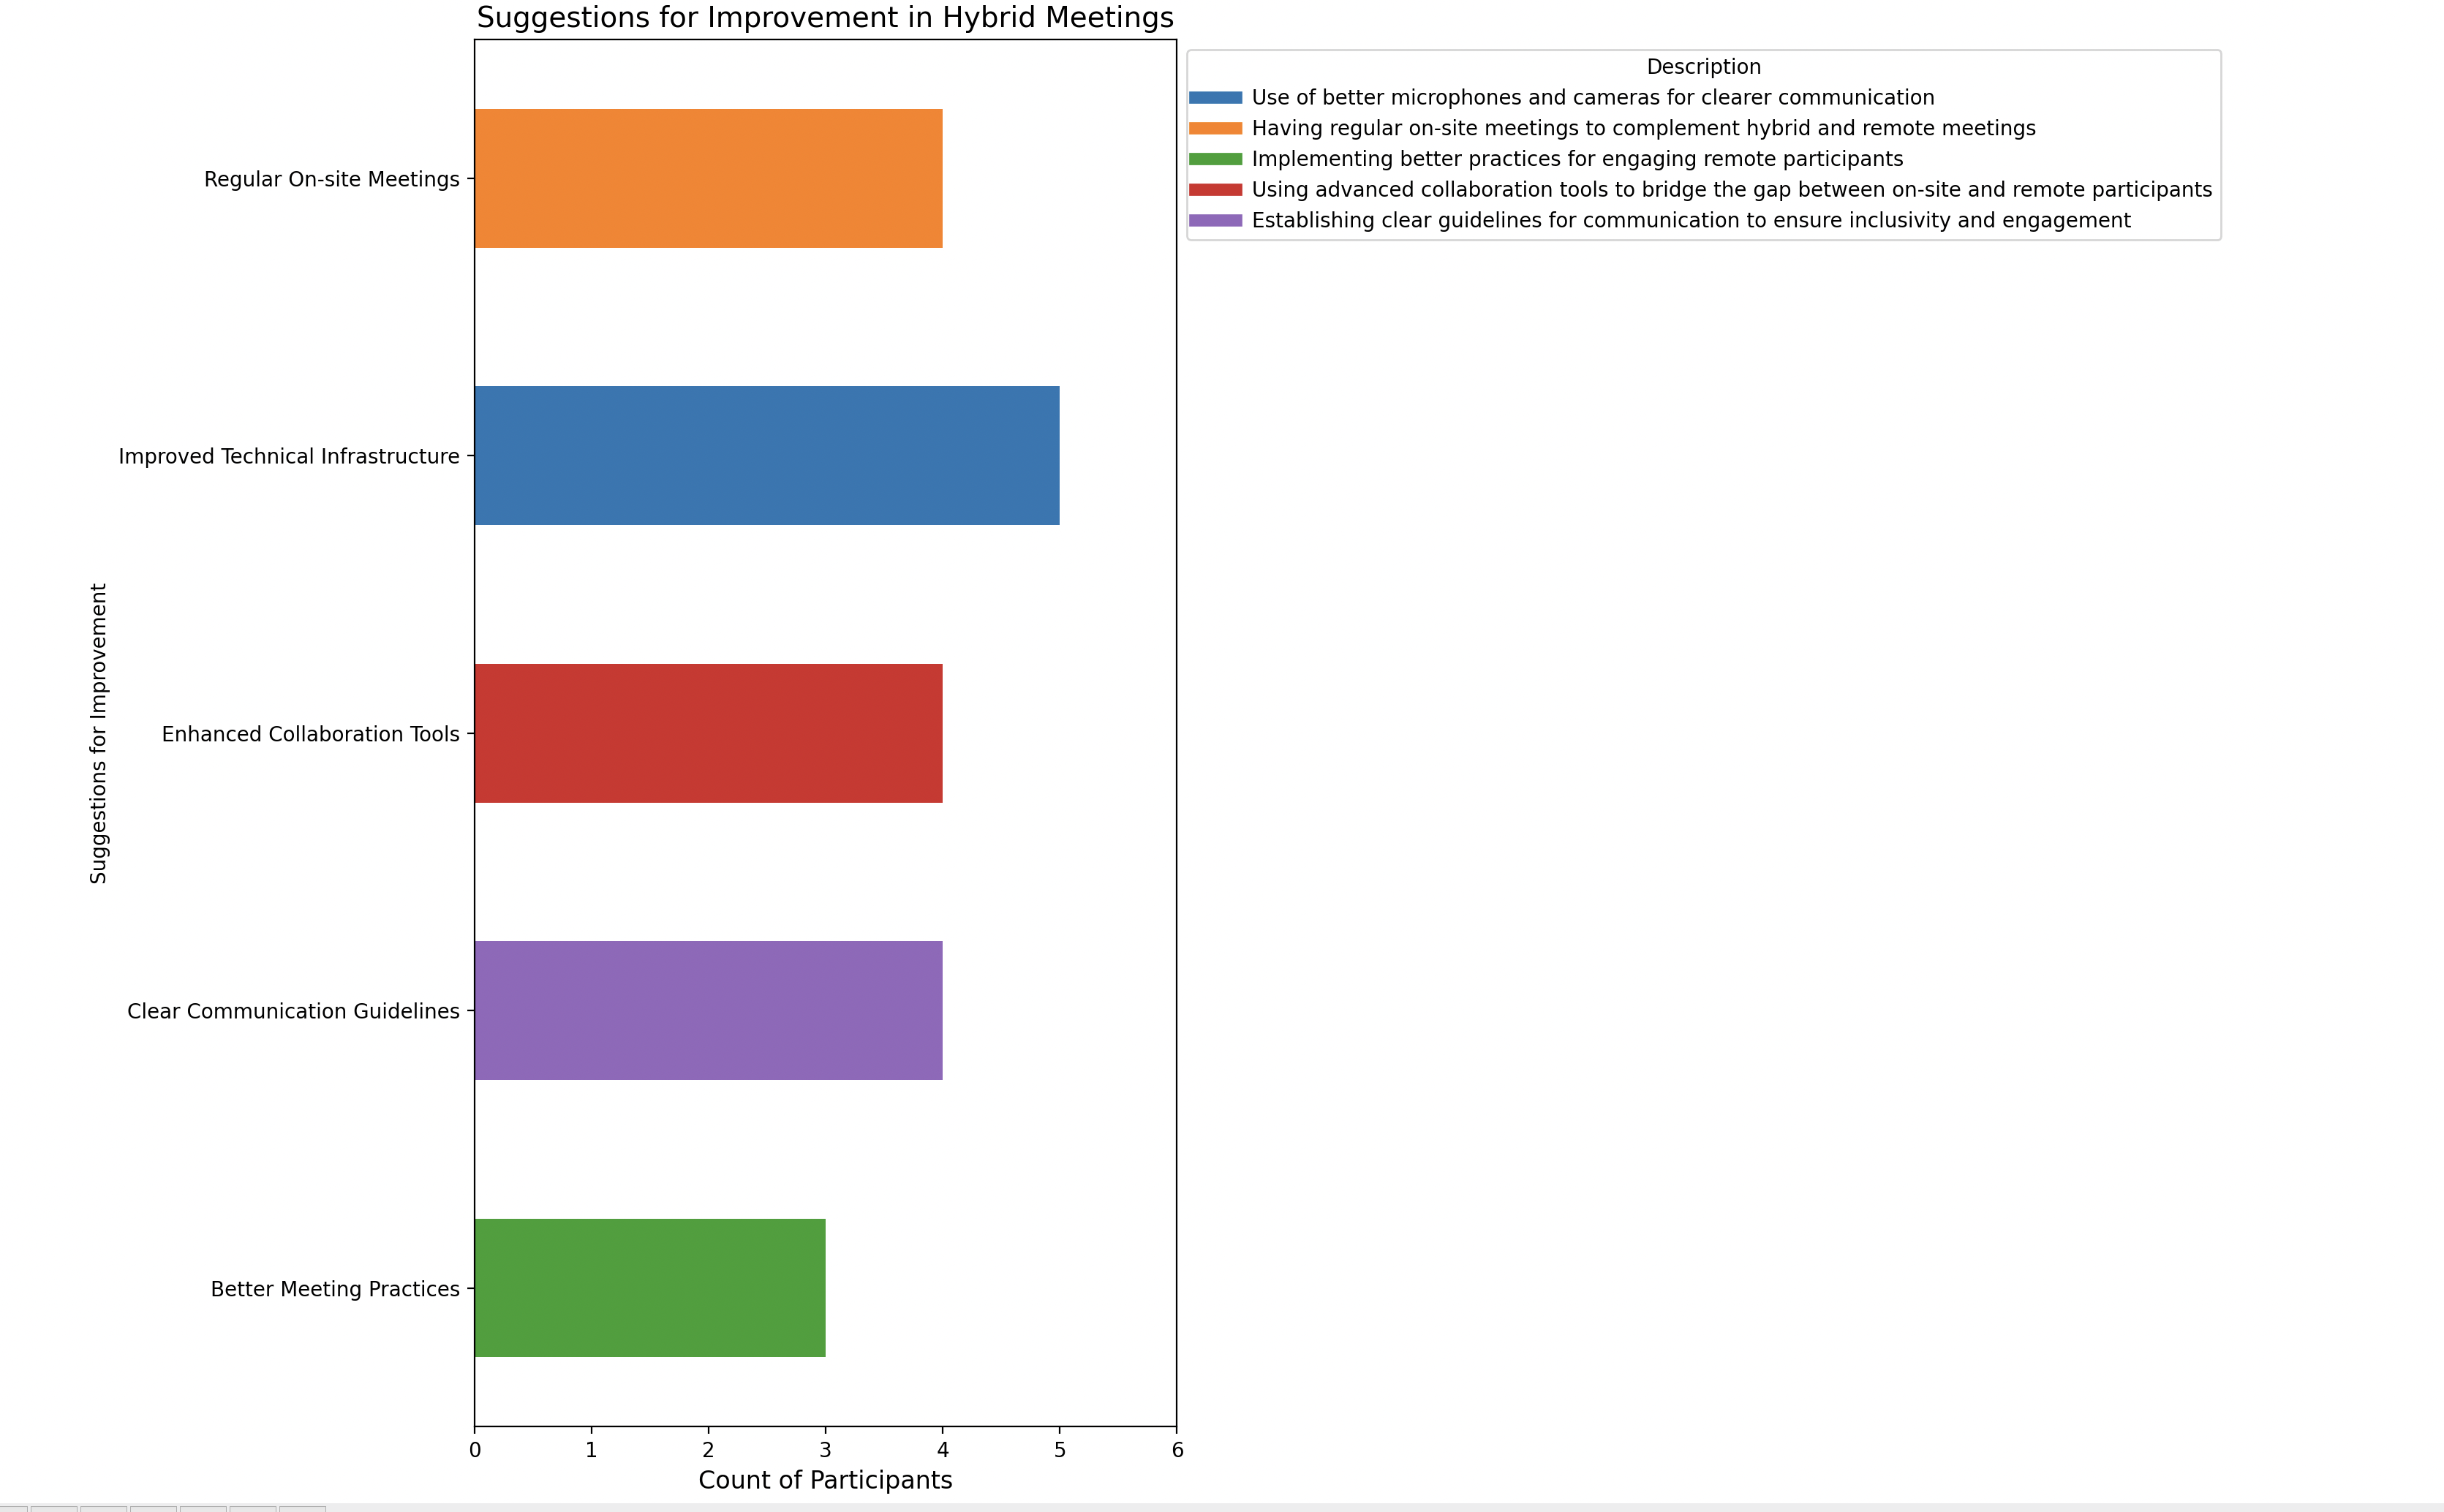 Suggestions for Improvement in Hybrid Meetings
Description
Use of better microphones and cameras for clearer communication
Having regular on-site meetings to complement hybrid and remote meetings
Implementing better practices for engaging remote participants
Using advanced collaboration tools to bridge the gap between on-site and remote participants
Establishing clear guidelines for communication to ensure inclusivity and engagement
Suggestions for Improvement
Regular On-site Meetings
Improved Technical Infrastructure
Enhanced Collaboration Tools
Clear Communication Guidelines
Better Meeting Practices
0 1 2 3 4 5 6
Count of Participants